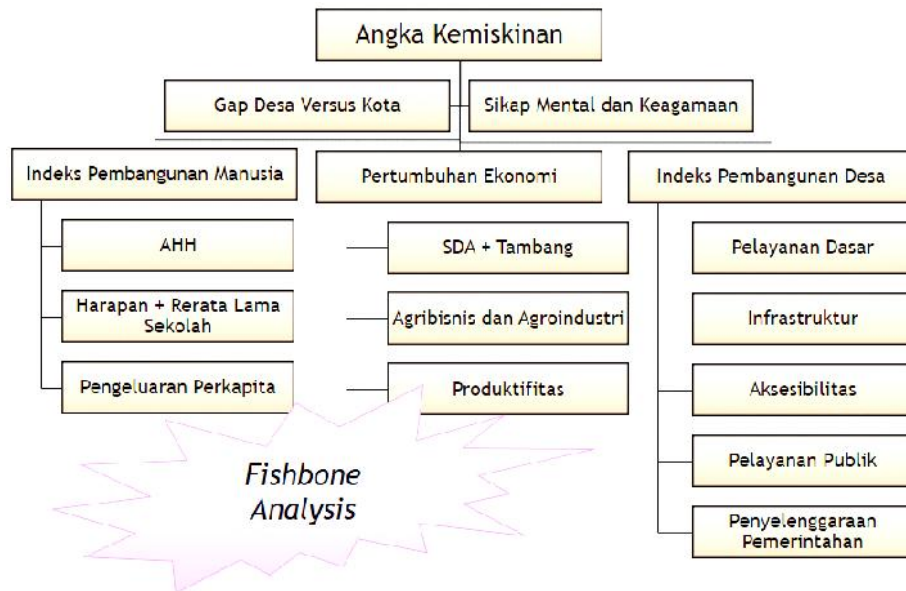 Angka Kemiskinan
Gap Desa Versus Kota
Sikap Mental dan Keagamaan
Indeks Pembangunan Manusia
AHH
Harapan + Rerata Lama
Sekolah
Pengeluaran Perkapita
Pertumbuhan Ekonomi
SDA + Tambang
Agribisnis dan Agroindustri
Produktifitas
Indeks Pembangunan Desa
Pelayanan Dasar
Infrastruktur
Aksesibilitas
Pelayanan Publik
Penyelenggaraan
Pemerintahan
Fishbone
Analysis